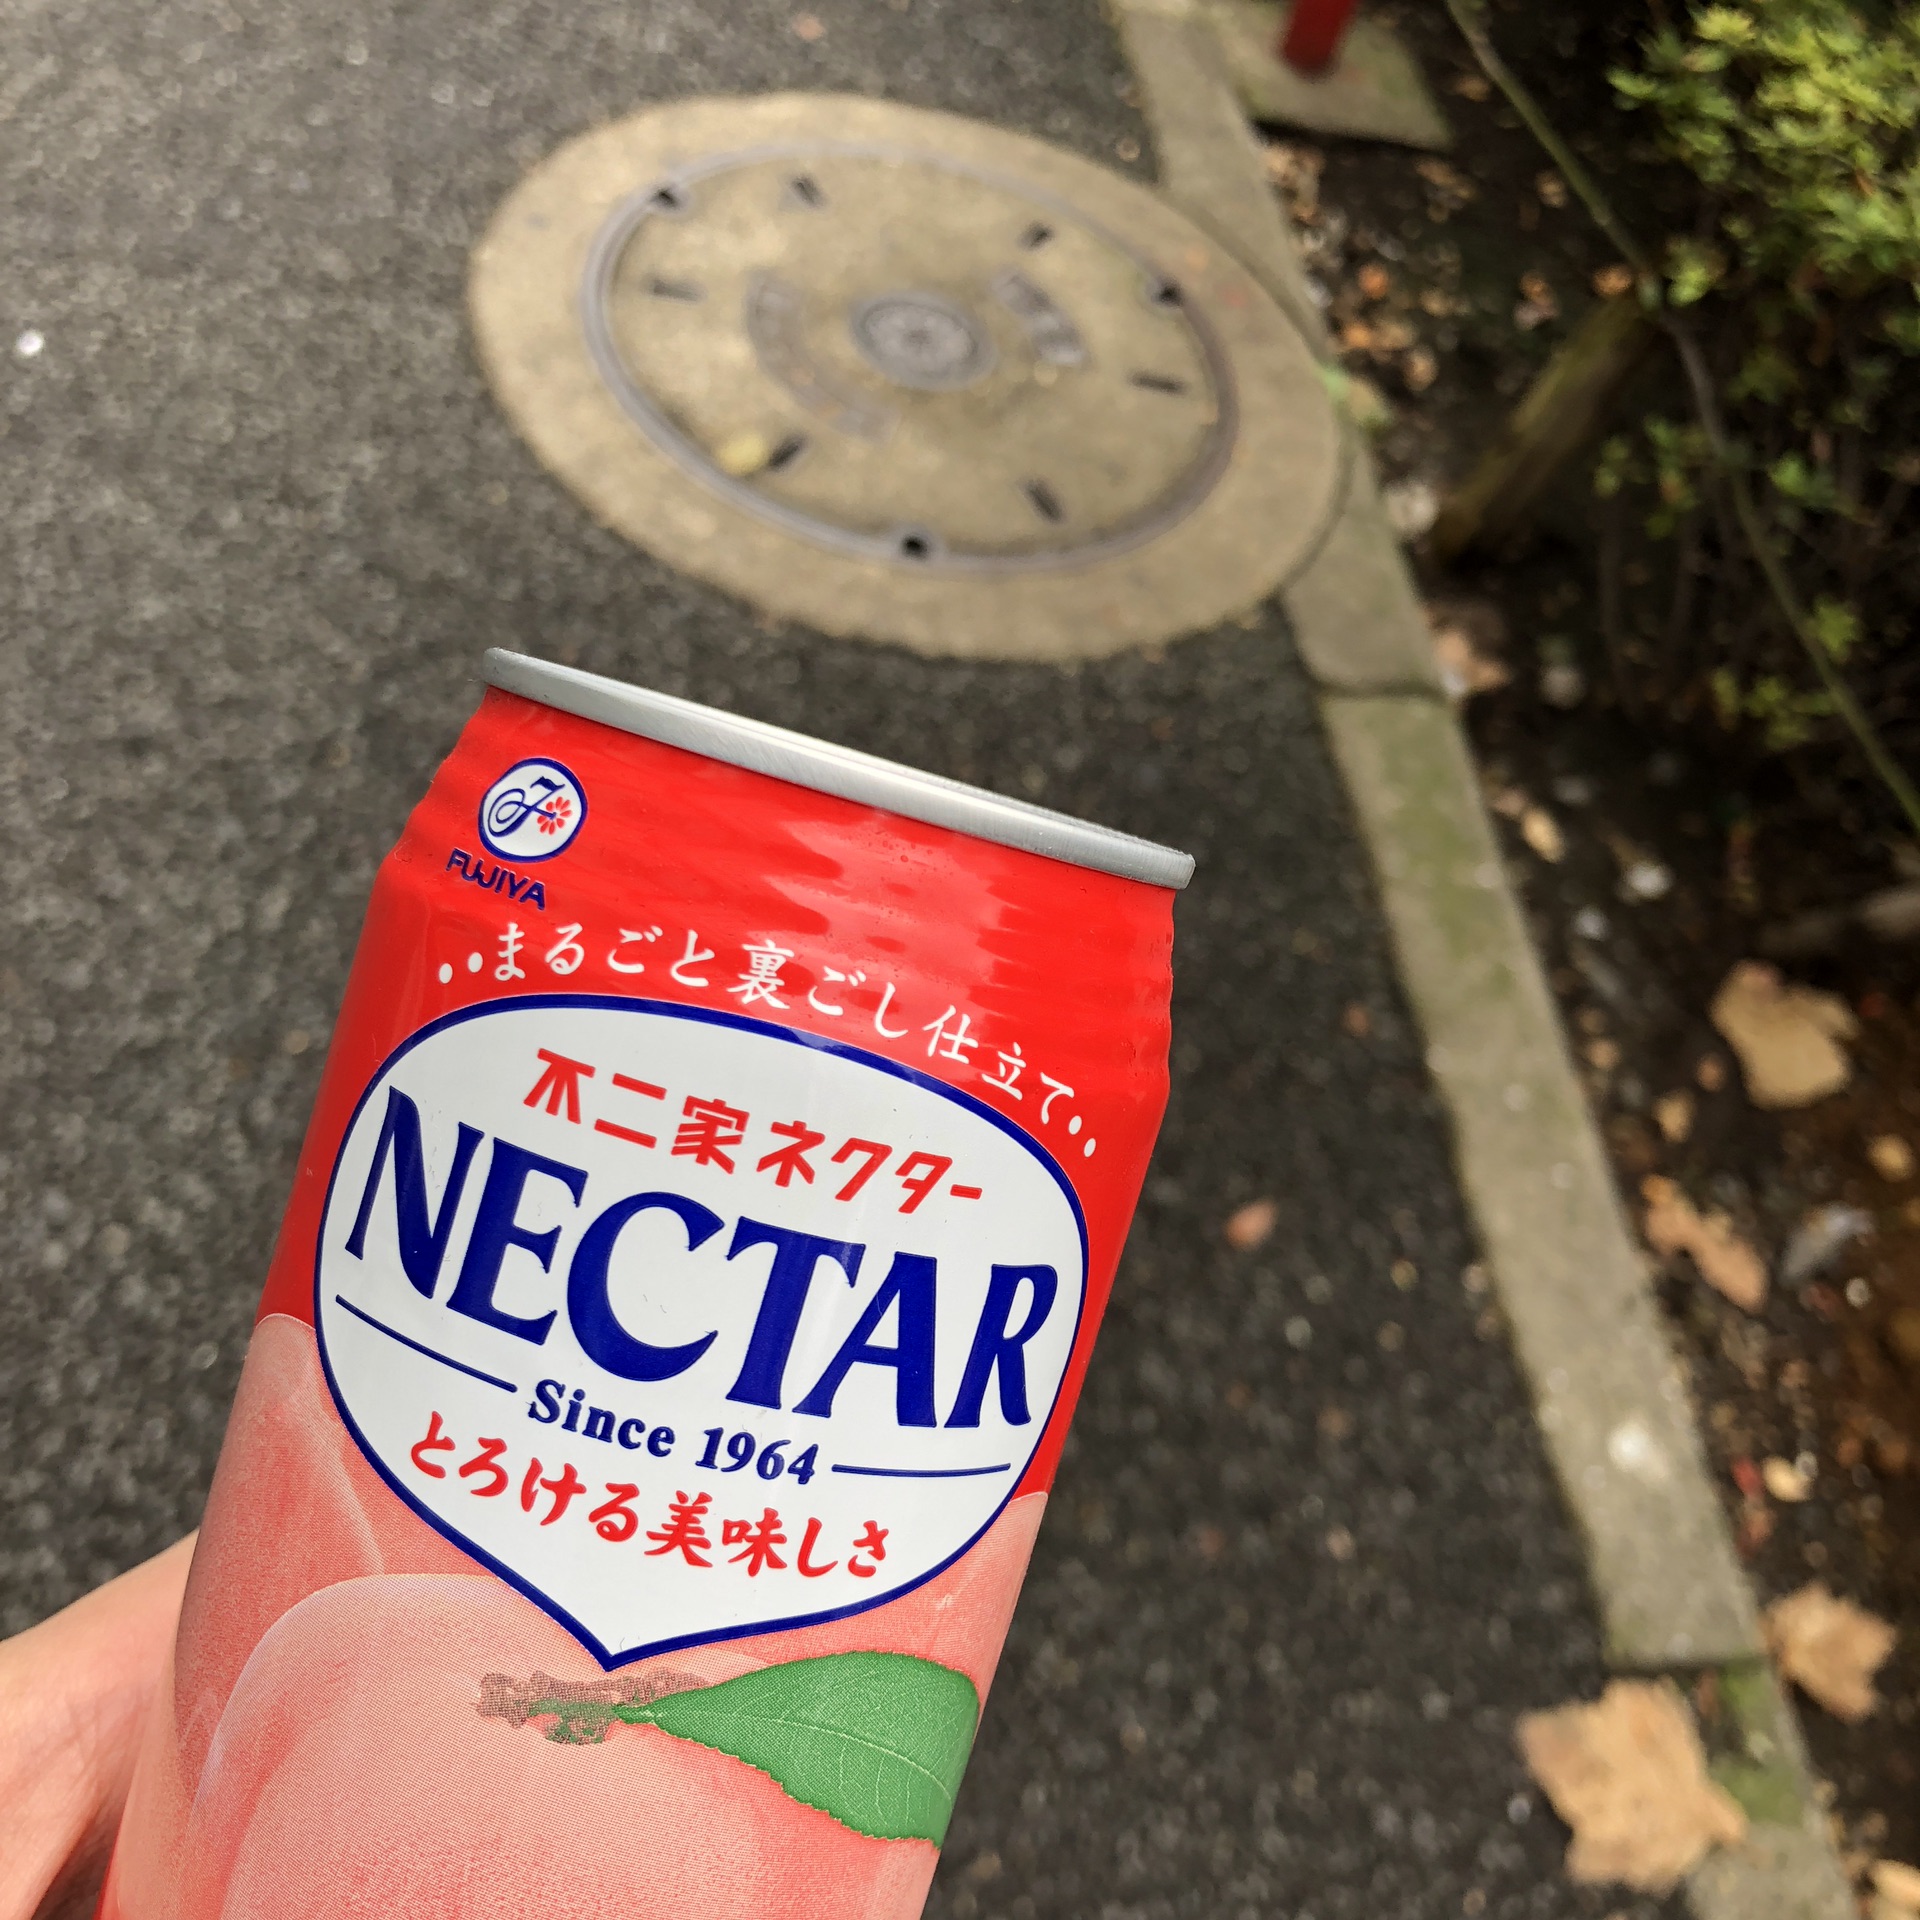 FUJIYA
まるごと裏ごし仕立て
不二家ネクター
NECTAR
Since 1964
とろける美味しさ